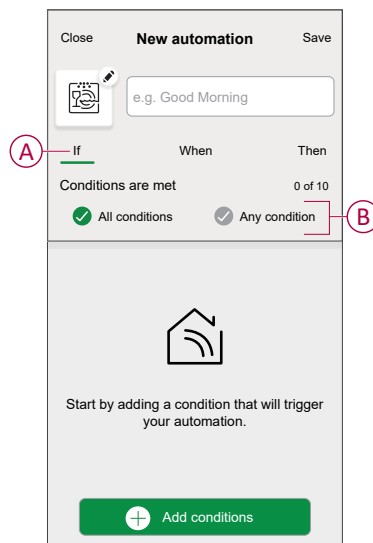 Close New automation Save
e.g. Good Morning
A If When Then
Conditions are met 0 of 10
All conditions Any condition B
Start by adding a condition that will trigger
your automation.
Add conditions